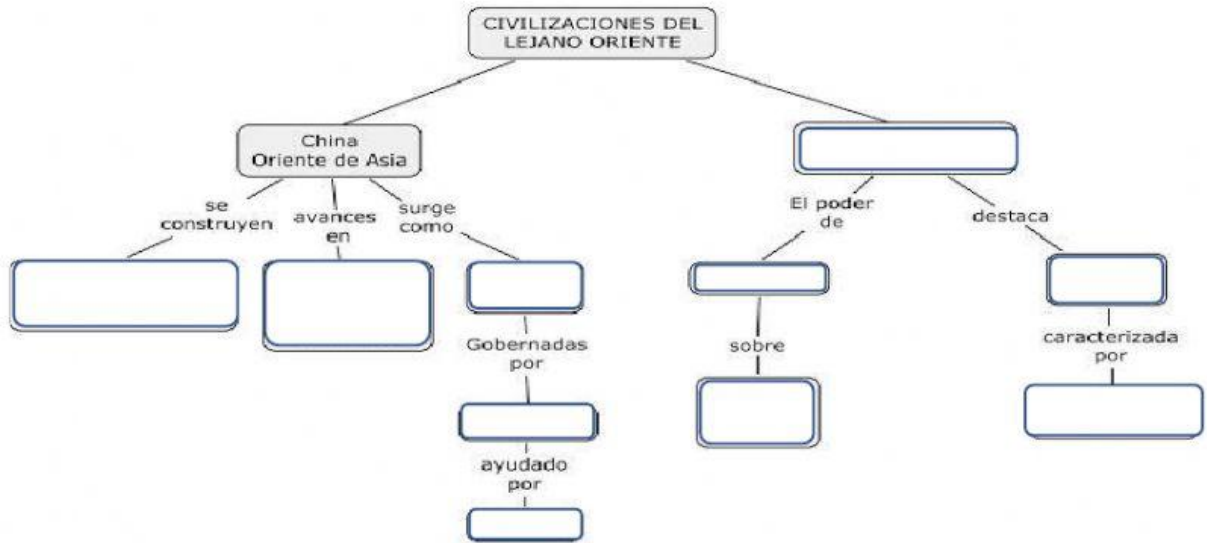 CIVILIZACIONES DEL
LEJANO ORIENTE
China
Oriente de Asia
se
construyen
avances
en
surge
como
El poder
de
destaca
Gobernadas
por
sobre
caracterizada
por
ayudado
por